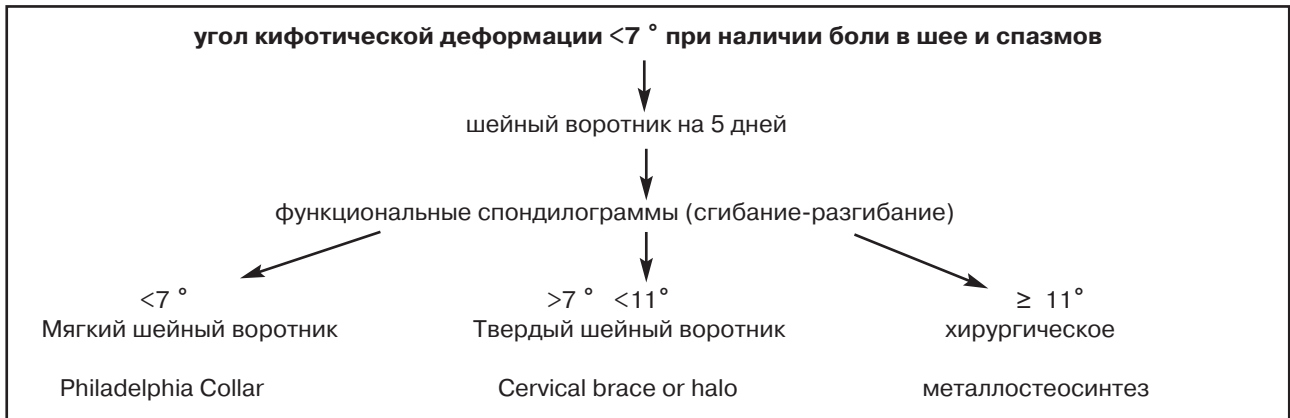 угол кифотической деформации <7 ° при наличии боли в шее и спазмов
шейный воротник на 5 дней
функциональные спондилограммы (сгибание-разгибание)
<7 ° >7 ° <11° ≥ 11°
Мягкий шейный воротник Твердый шейный воротник хирургическое
Philadelphia Collar Cervical brace or halo металлостеосинтез